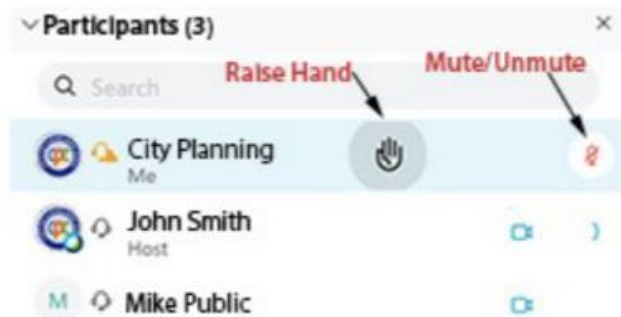 Participants (3)
Raise Hand
Mute/Unmute
Search
City Planning
Me
John Smith
Host
M
Mike Public